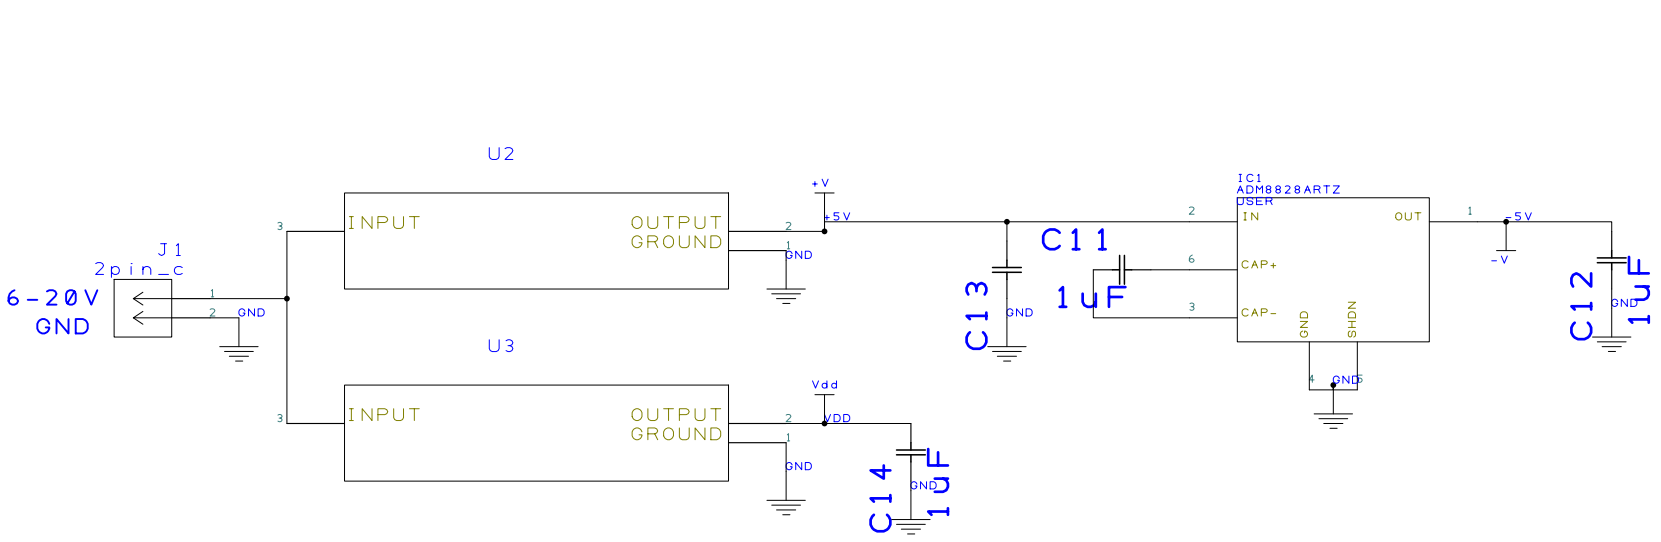 U2
INPUT
OUTPUT
GROUND
3
2
1
GND
+V
+5V
J1
2pin_c
6-20V
GND
1
2
GND
U3
INPUT
OUTPUT
GROUND
3
2
1
GND
Vdd
VDD
C14
1uF
GND
C13
GND
C11
1uF
IC1
ADM8828ARTZ
USER
IN
OUT
CAP+
CAP-
GND
SHDN
2
6
3
1
4
5
GND
-5V
-V
C12
1uF
GND